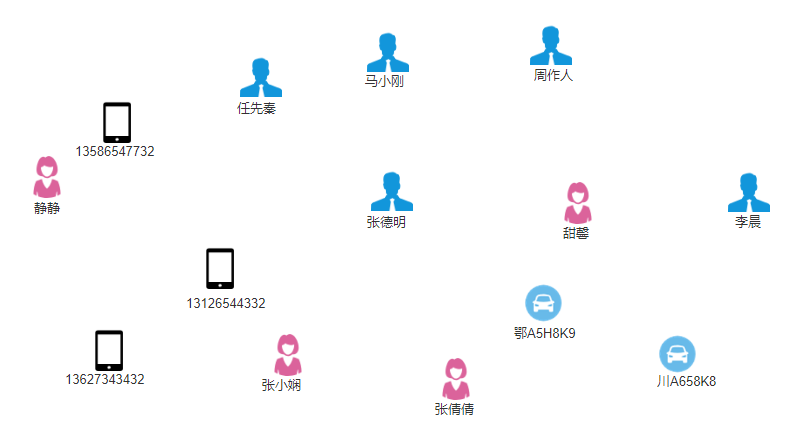 周作人
马小刚
任先秦
13586547732
静静
张德明
李晨
甜馨
13126544332
鄂A5H8K9
13627343432
张小娴
川A658K8
张倩倩